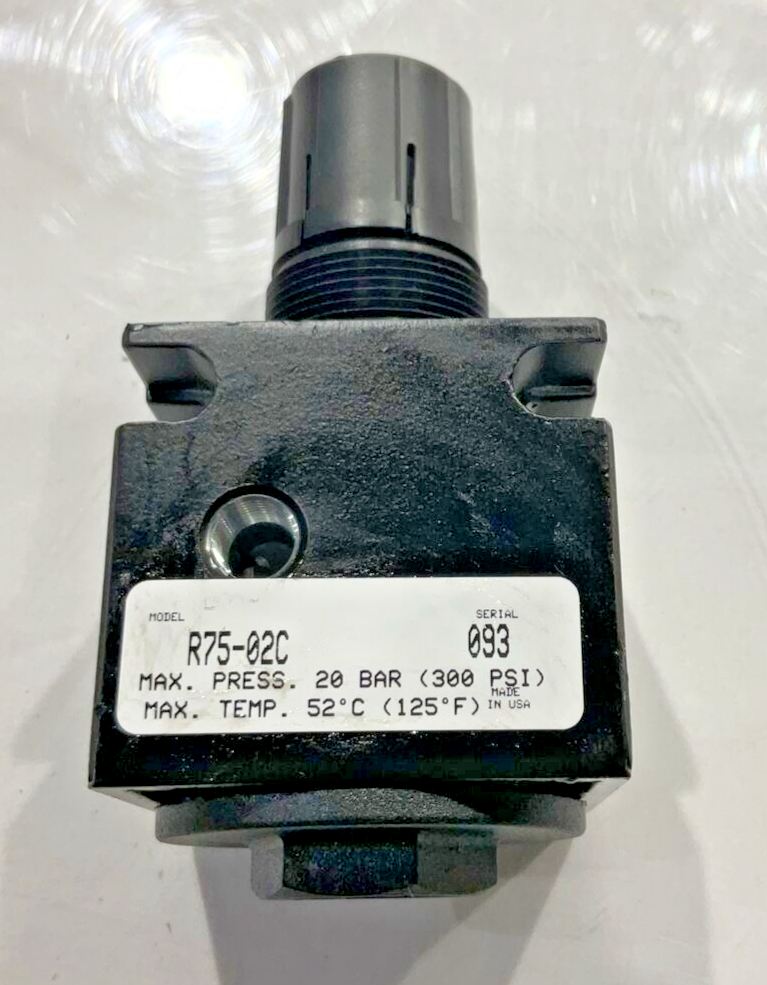 MODEL SERIAL
R75-02C 093
MAX. PRESS. 20 BAR (300 PSI)
MAX. TEMP. 52°C (125°F) MADE IN USA